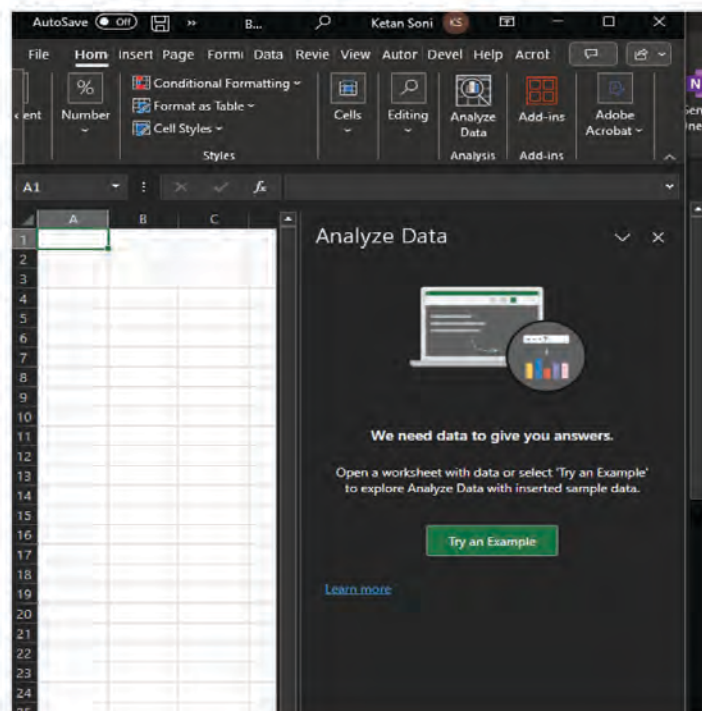 AutoSave Off » B... Ketan Soni KS
File Hom Insert Page Formi Data Revie View Autor Devel Help Acrot
ent Number Conditional Formatting Format as Table Cell Styles Cells Editing Analyze Data Add-ins Adobe Acrobat
%
Styles Analysis Add-ins
A1 fx
A B C
Analyze Data
1
2
3
4
5
6
7
8
9
10
11
12
13
14
15
16
17
18
19
20
21
22
23
24
We need data to give you answers.
Open a worksheet with data or select 'Try an Example'
to explore Analyze Data with inserted sample data.
Try an Example
Learn more
N